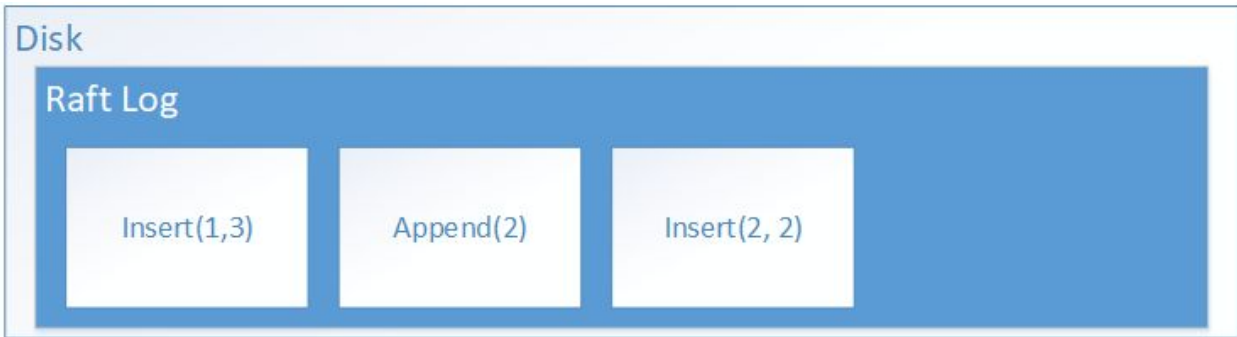 Disk
Raft Log
Insert(1,3)
Append(2)
Insert(2, 2)